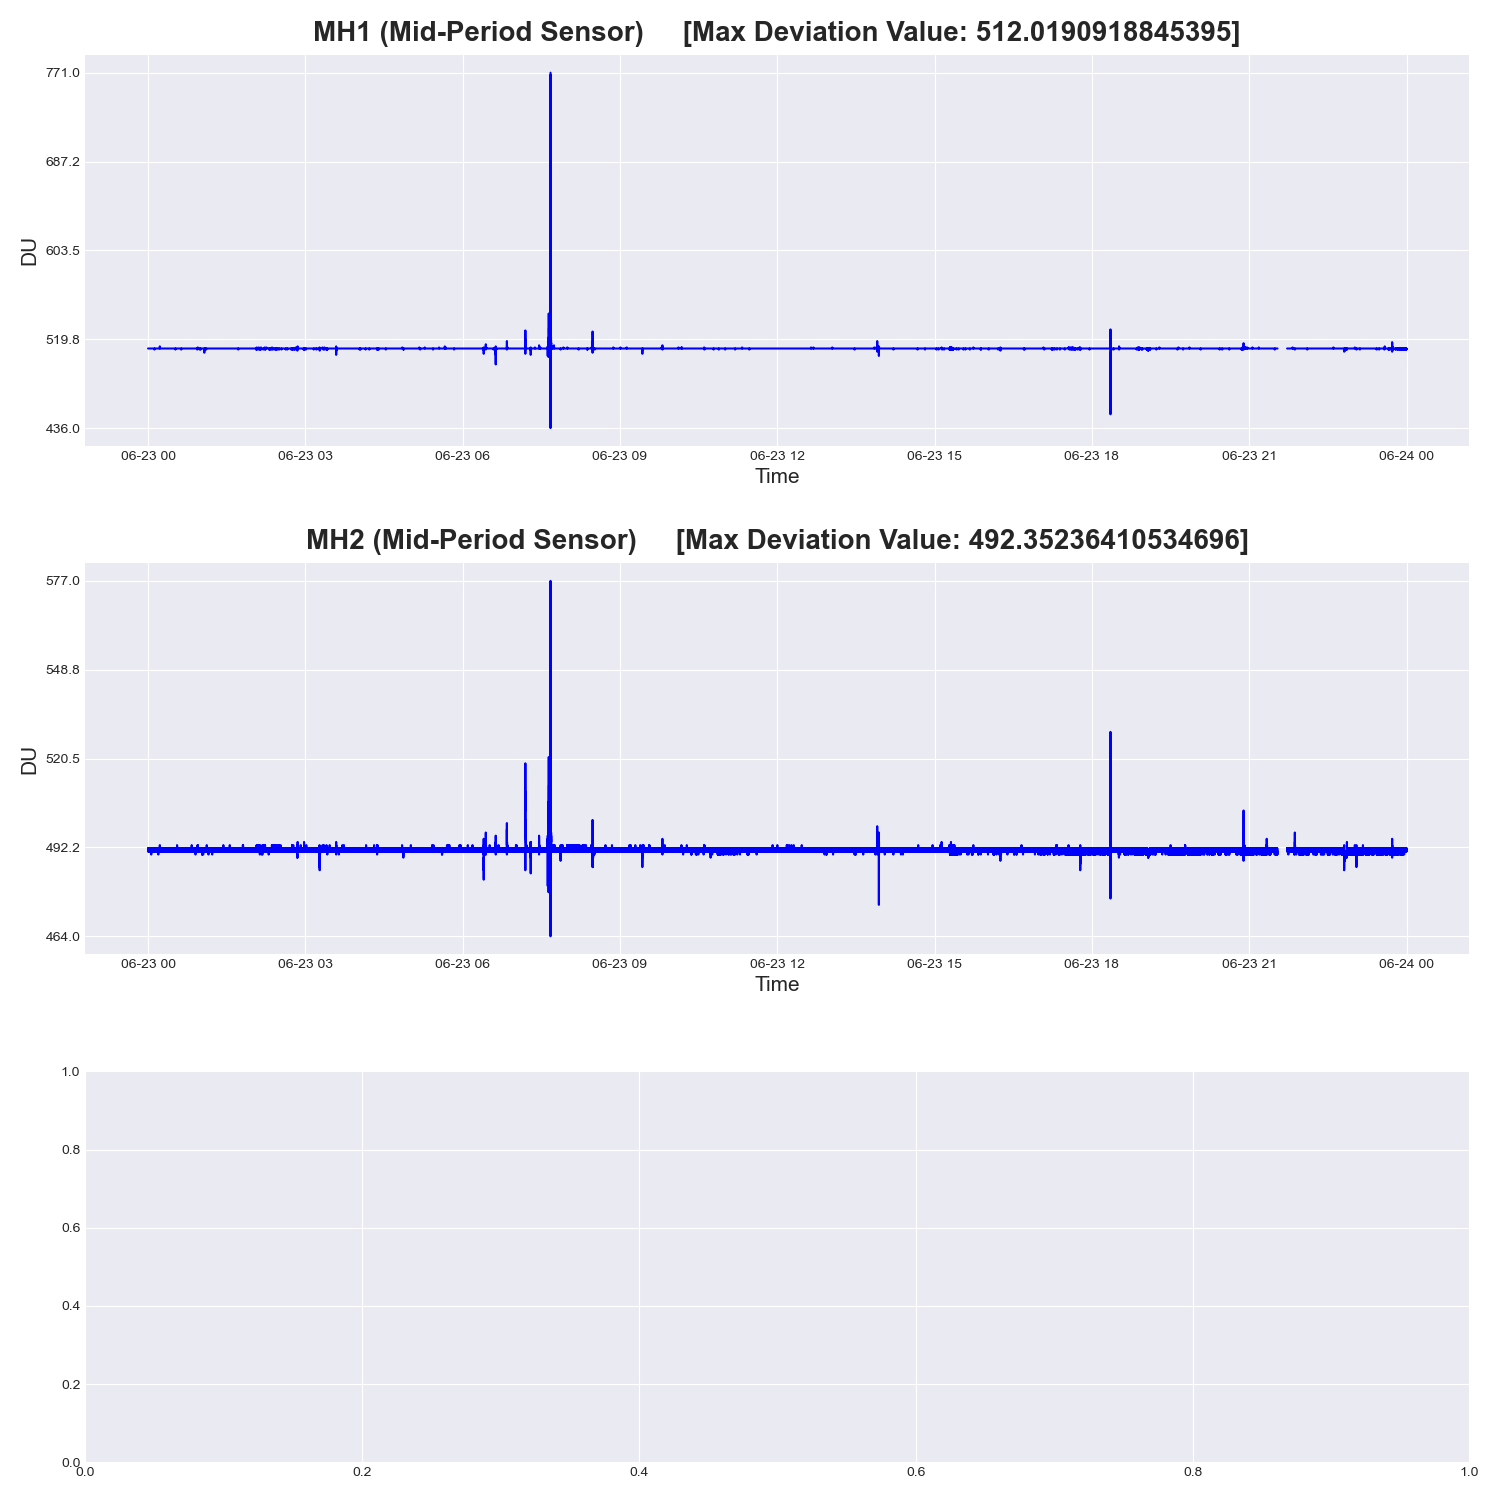 MH1 (Mid-Period Sensor) [Max Deviation Value: 512.0190918845395]
771.0
687.2
603.5
519.8
436.0
DU
06-23 00 06-23 03 06-23 06 06-23 09 06-23 12 06-23 15 06-23 18 06-23 21 06-24 00
Time
MH2 (Mid-Period Sensor) [Max Deviation Value: 492.35236410534696]
577.0
548.8
520.5
492.2
464.0
DU
06-23 00 06-23 03 06-23 06 06-23 09 06-23 12 06-23 15 06-23 18 06-23 21 06-24 00
Time
1.0
0.8
0.6
0.4
0.2
0.0
0.0 0.2 0.4 0.6 0.8 1.0